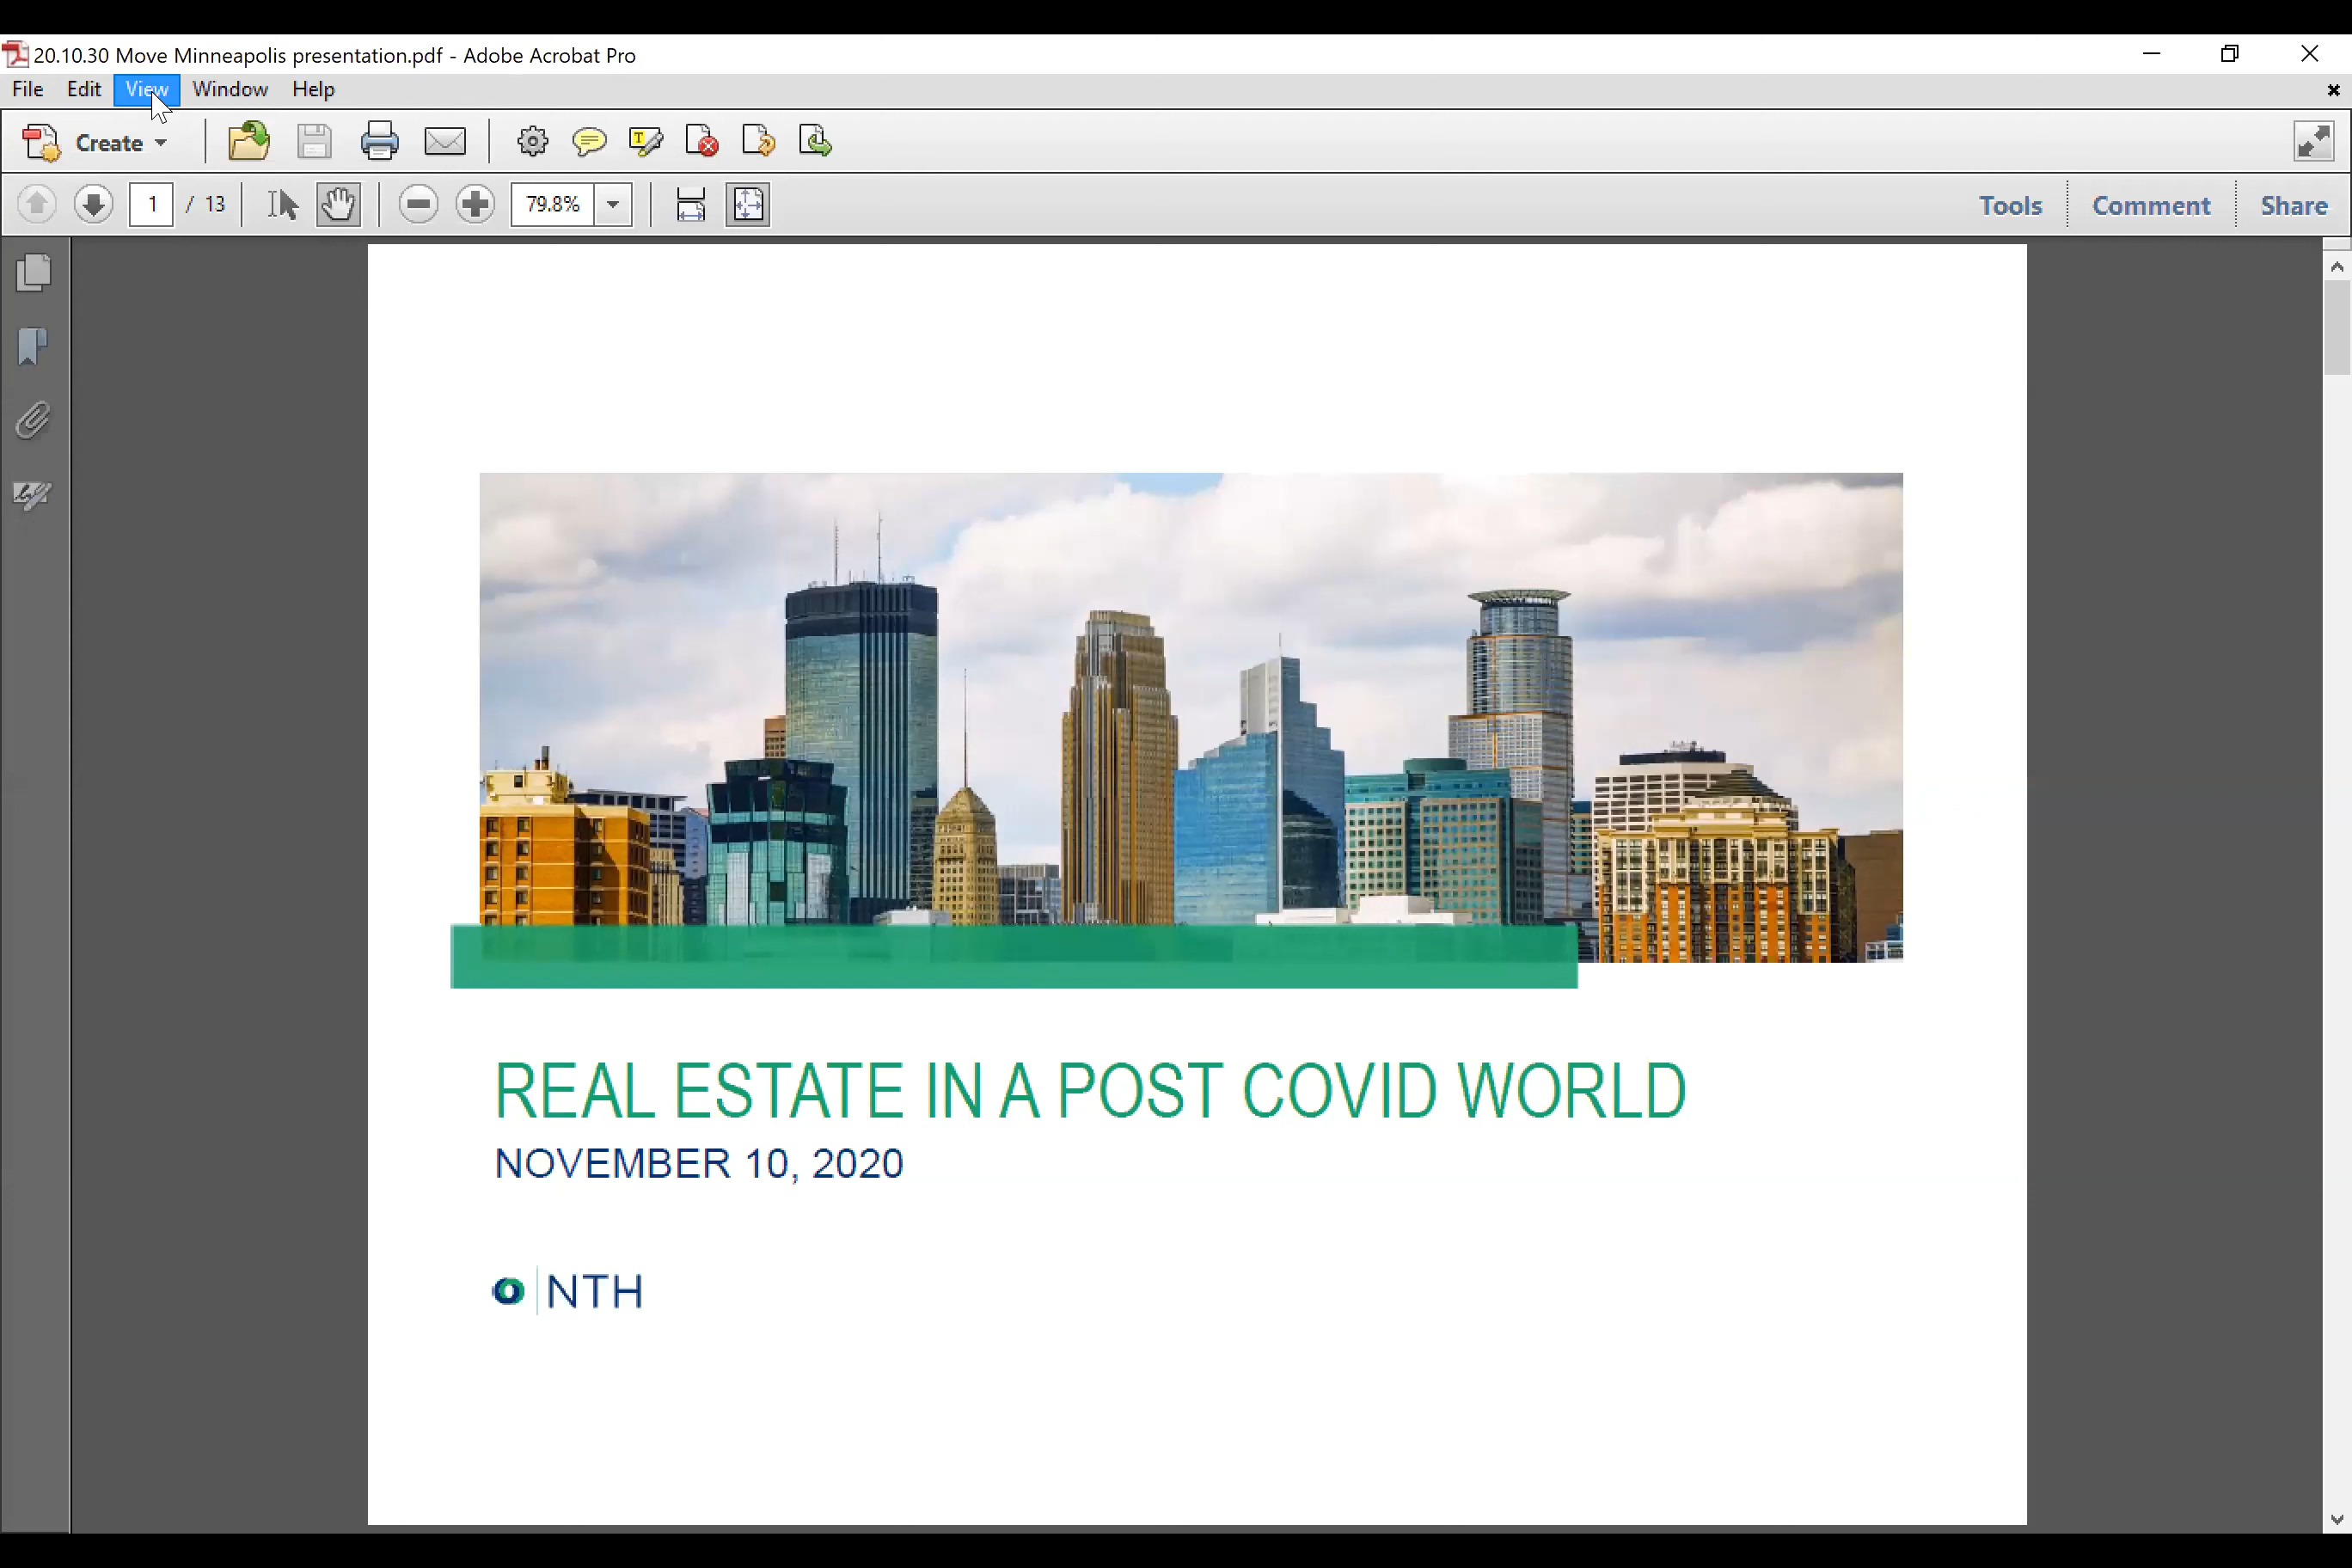 20.10.30 Move Minneapolis presentation.pdf - Adobe Acrobat Pro
File Edit View Window Help
Create
1 / 13 79.8% Tools Comment Share
REAL ESTATE IN A POST COVID WORLD
NOVEMBER 10, 2020
NTH